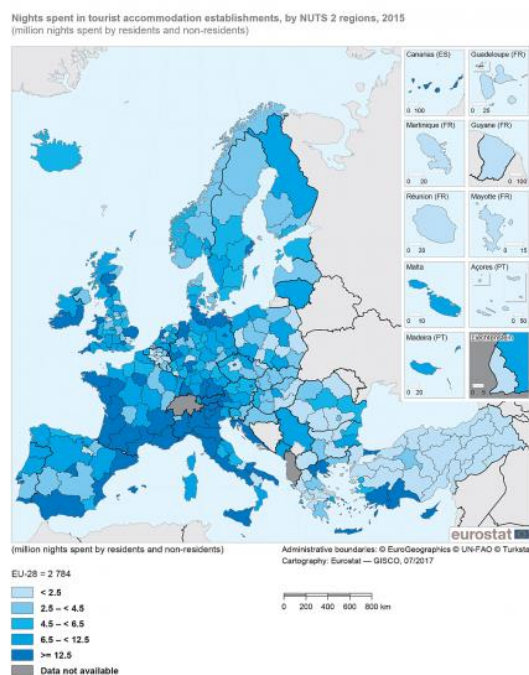 Nights spent in tourist accommodation establishments, by NUTS 2 regions, 2015
(million nights spent by residents and non-residents)
Canarias (ES)
0 100
Guadeloupe (FR)
0 25
Martinique (FR)
0 20
Guyane (FR)
0 100
Réunion (FR)
0 20
Mayotte (FR)
0 15
Malta
0 10
Açores (PT)
0 50
Madeira (PT)
0 20
Liechtenstein
0 5
eurostat
(million nights spent by residents and non-residents)
Administrative boundaries: © EuroGeographics © UN-FAO © Turksta
Cartography: Eurostat — GISCO, 07/2017
EU-28 = 2 784
< 2.5
2.5 – < 4.5
4.5 – < 6.5
6.5 – < 12.5
>= 12.5
Data not available
0 200 400 600 800 km